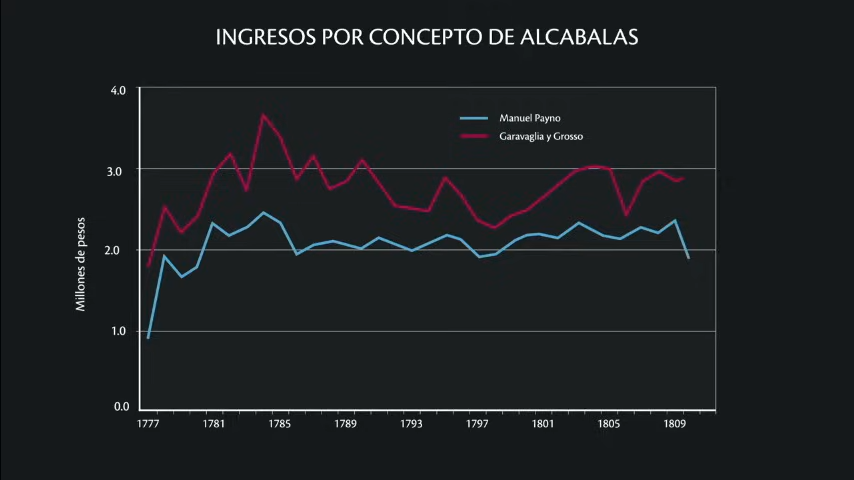 INGRESOS POR CONCEPTO DE ALCABALAS
4.0
Manuel Payno
Garavaglia y Grosso
3.0
Millones de pesos
2.0
1.0
0.0
1777 1781 1785 1789 1793 1797 1801 1805 1809